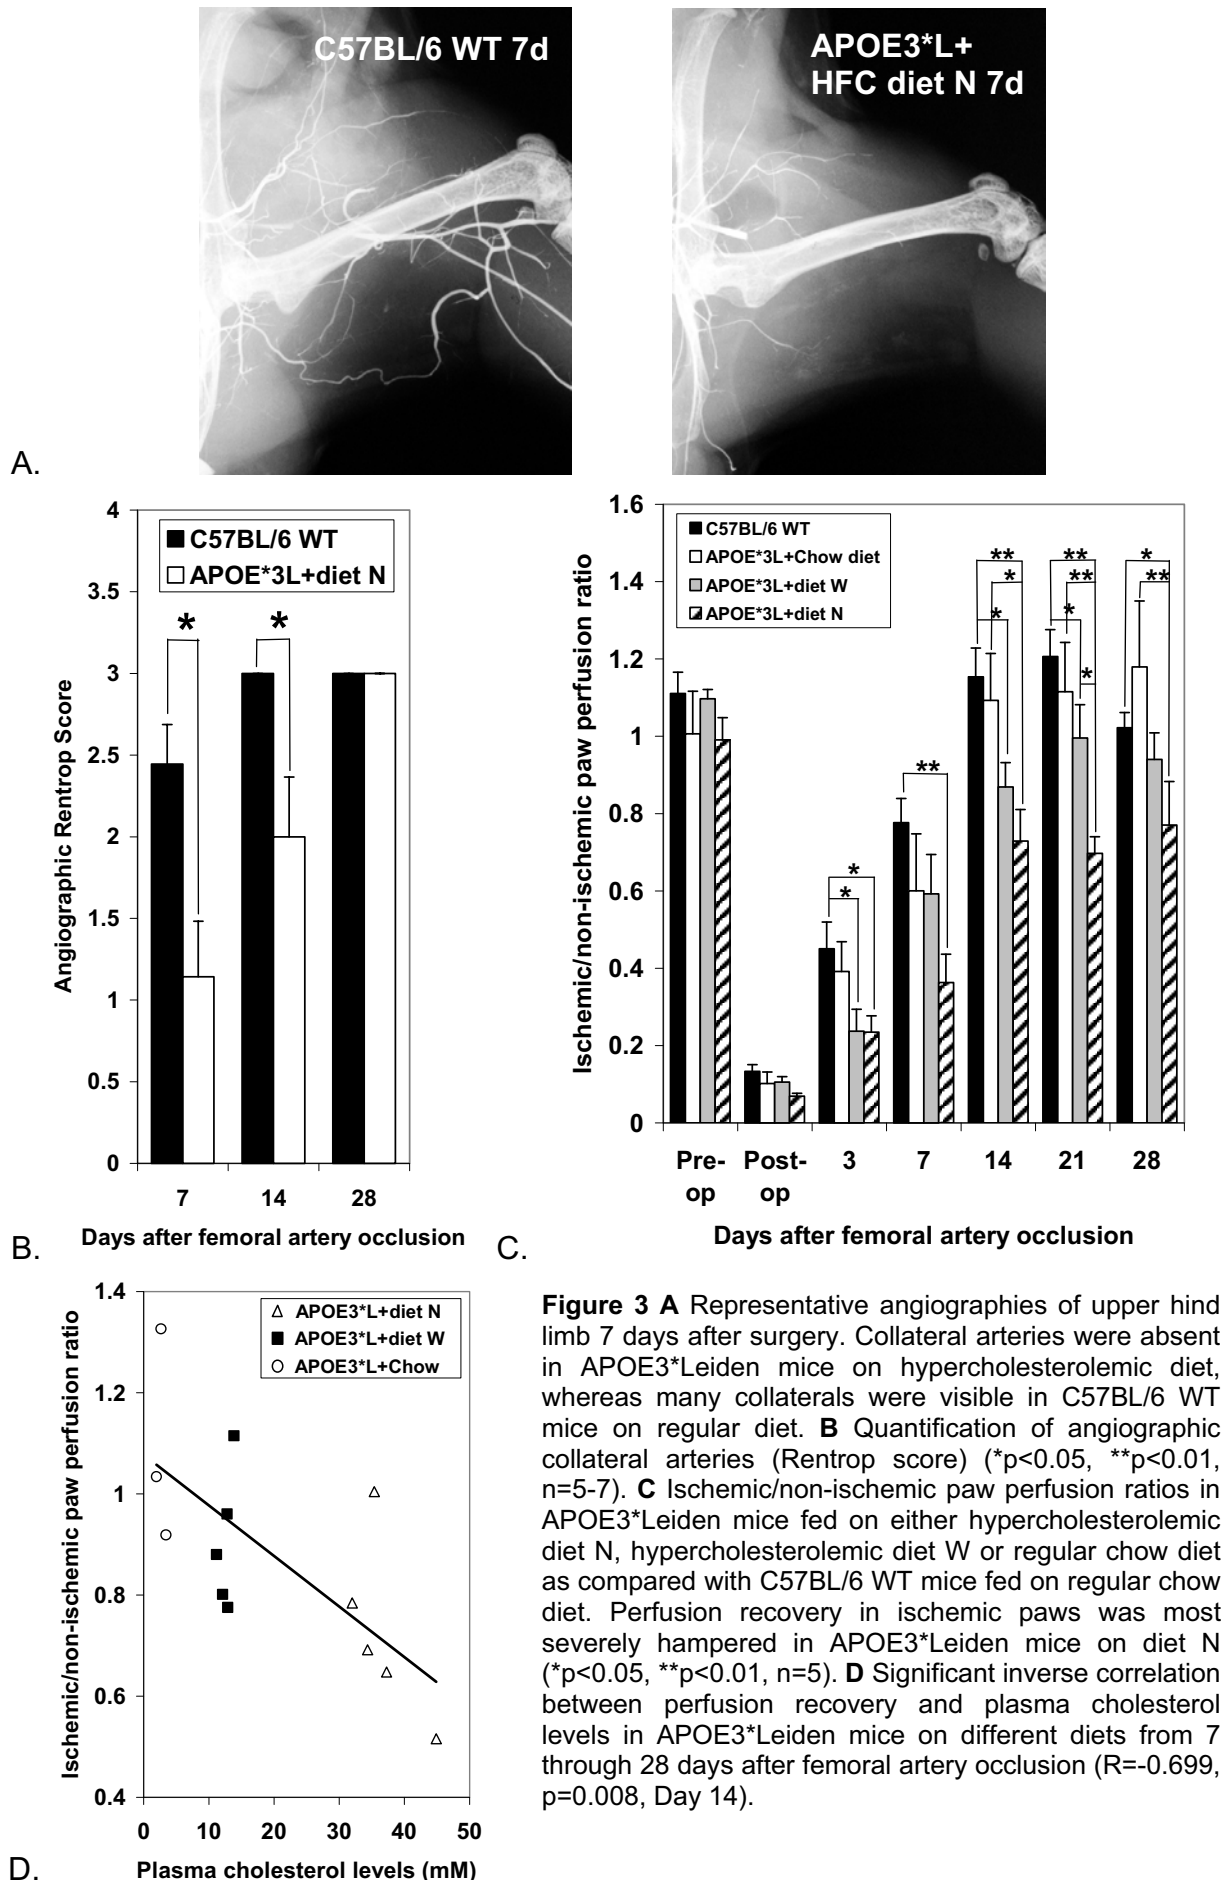 C57BL/6 WT 7d
APOE3*L+
HFC diet N 7d
A.
4
3.5
3
2.5
2
1.5
1
0.5
0
Angiographic Rentrop Score
C57BL/6 WT
APOE*3L+diet N
*
*
7
14
28
Days after femoral artery occlusion
B.
1.6
1.4
1.2
1
0.8
0.6
0.4
0.2
0
Ischemic/non-ischemic paw perfusion ratio
C57BL/6 WT
APOE*3L+Chow diet
APOE*3L+diet W
APOE*3L+diet N
*
*
**
**
*
*
**
**
*
*
*
**
Pre-
op
Post-
op
3
7
14
21
28
Days after femoral artery occlusion
C.
1.4
1.2
1
0.8
0.6
0.4
Ischemic/non-ischemic paw perfusion ratio
APOE3*L+diet N
APOE3*L+diet W
APOE3*L+Chow
0
10
20
30
40
50
Plasma cholesterol levels (mM)
D.
Figure 3 A Representative angiographies of upper hind
limb 7 days after surgery. Collateral arteries were absent
in APOE3*Leiden mice on hypercholesterolemic diet,
whereas many collaterals were visible in C57BL/6 WT
mice on regular diet. B Quantification of angiographic
collateral arteries (Rentrop score) (*p<0.05, **p<0.01,
n=5-7). C Ischemic/non-ischemic paw perfusion ratios in
APOE3*Leiden mice fed on either hypercholesterolemic
diet N, hypercholesterolemic diet W or regular chow diet
as compared with C57BL/6 WT mice fed on regular chow
diet. Perfusion recovery in ischemic paws was most
severely hampered in APOE3*Leiden mice on diet N
(*p<0.05, **p<0.01, n=5). D Significant inverse correlation
between perfusion recovery and plasma cholesterol
levels in APOE3*Leiden mice on different diets from 7
through 28 days after femoral artery occlusion (R=-0.699,
p=0.008, Day 14).